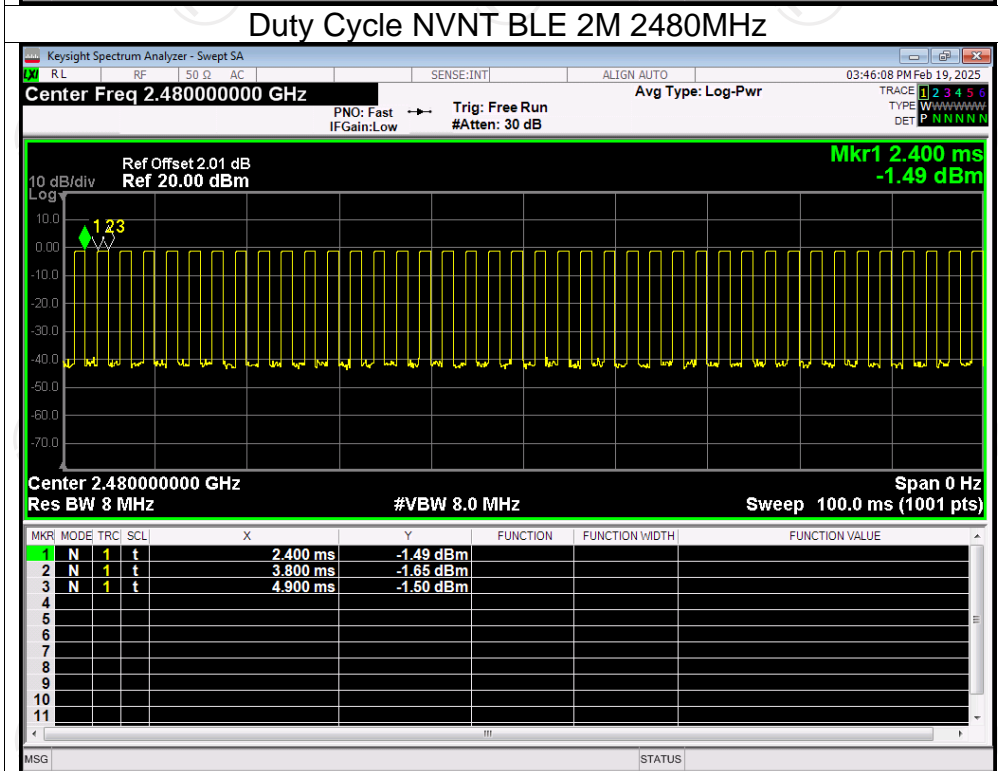 Duty Cycle NVNT BLE 2M 2480MHz
Keysight Spectrum Analyzer - Swept SA
LXI RL RF 50 Ω AC SENSE:INT ALIGN AUTO 03:46:08 PM Feb 19, 2025
Center Freq 2.480000000 GHz Avg Type: Log-Pwr TRACE 1 2 3 4 5 6
PNO: Fast Trig: Free Run TYPE WWWWWW
IFGain:Low #Atten: 30 dB DET P N N N N N
Mkr1 2.400 ms
-1.49 dBm
Ref Offset 2.01 dB
10 dB/div Ref 20.00 dBm
Log
10.0
1 2 3
0.00
-10.0
-20.0
-30.0
-40.0
-50.0
-60.0
-70.0
Center 2.480000000 GHz Span 0 Hz
Res BW 8 MHz #VBW 8.0 MHz Sweep 100.0 ms (1001 pts)
MKR MODE TRC SCL X Y FUNCTION FUNCTION WIDTH FUNCTION VALUE
1 N 1 t 2.400 ms -1.49 dBm
2 N 1 t 3.800 ms -1.65 dBm
3 N 1 t 4.900 ms -1.50 dBm
4
5
6
7
8
9
10
11
MSG STATUS